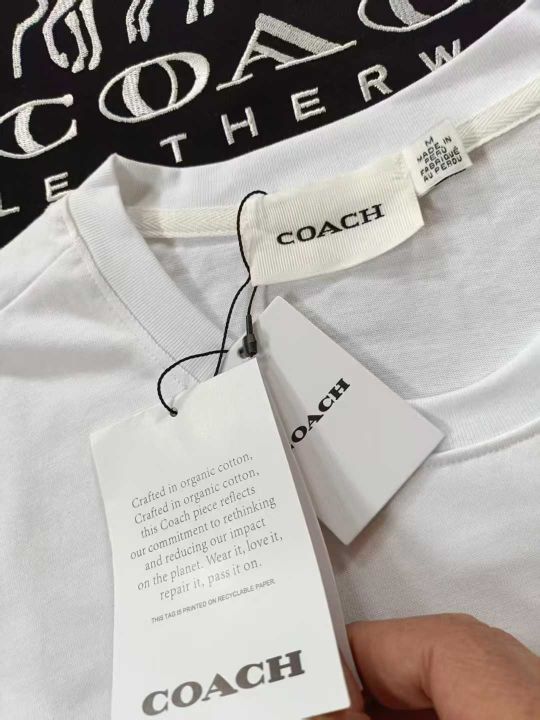 COAC
LE THERW
COACH
M
MADE IN
PERU
FABRIQUÉ
AU PÉROU
OACH
Crafted in organic cotton,
Crafted in organic cotton,
this Coach piece reflects
our commitment to rethinking
and reducing our impact
on the planet. Wear it, love it,
repair it, pass it on.
THIS TAG IS PRINTED ON RECYCLABLE PAPER.
COACH